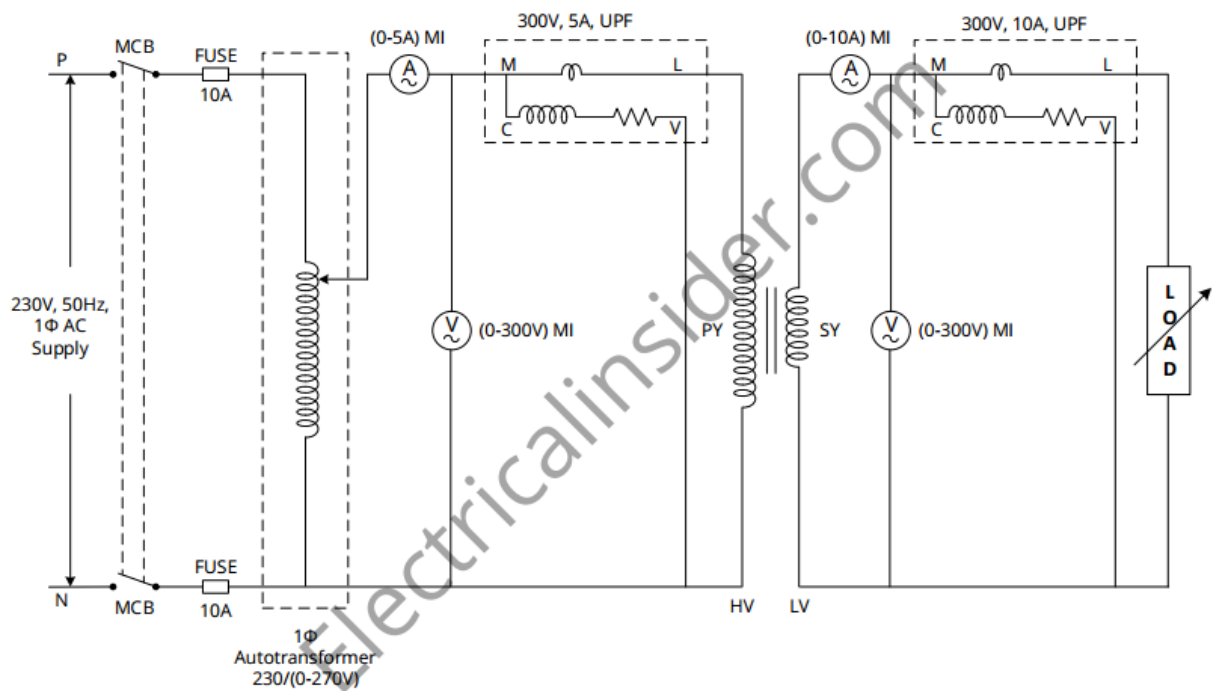 300V, 5A, UPF
300V, 10A, UPF
MCB
(0-5A) MI
(0-10A) MI
P
FUSE
A
M
L
A
M
L
10A
C
V
C
V
230V, 50Hz,
1Φ AC
Supply
V
(0-300V) MI
PY
SY
V
(0-300V) MI
L
O
A
D
FUSE
N
MCB
10A
HV
LV
1Φ
Autotransformer
230/(0-270V)
Electricalinsider.com